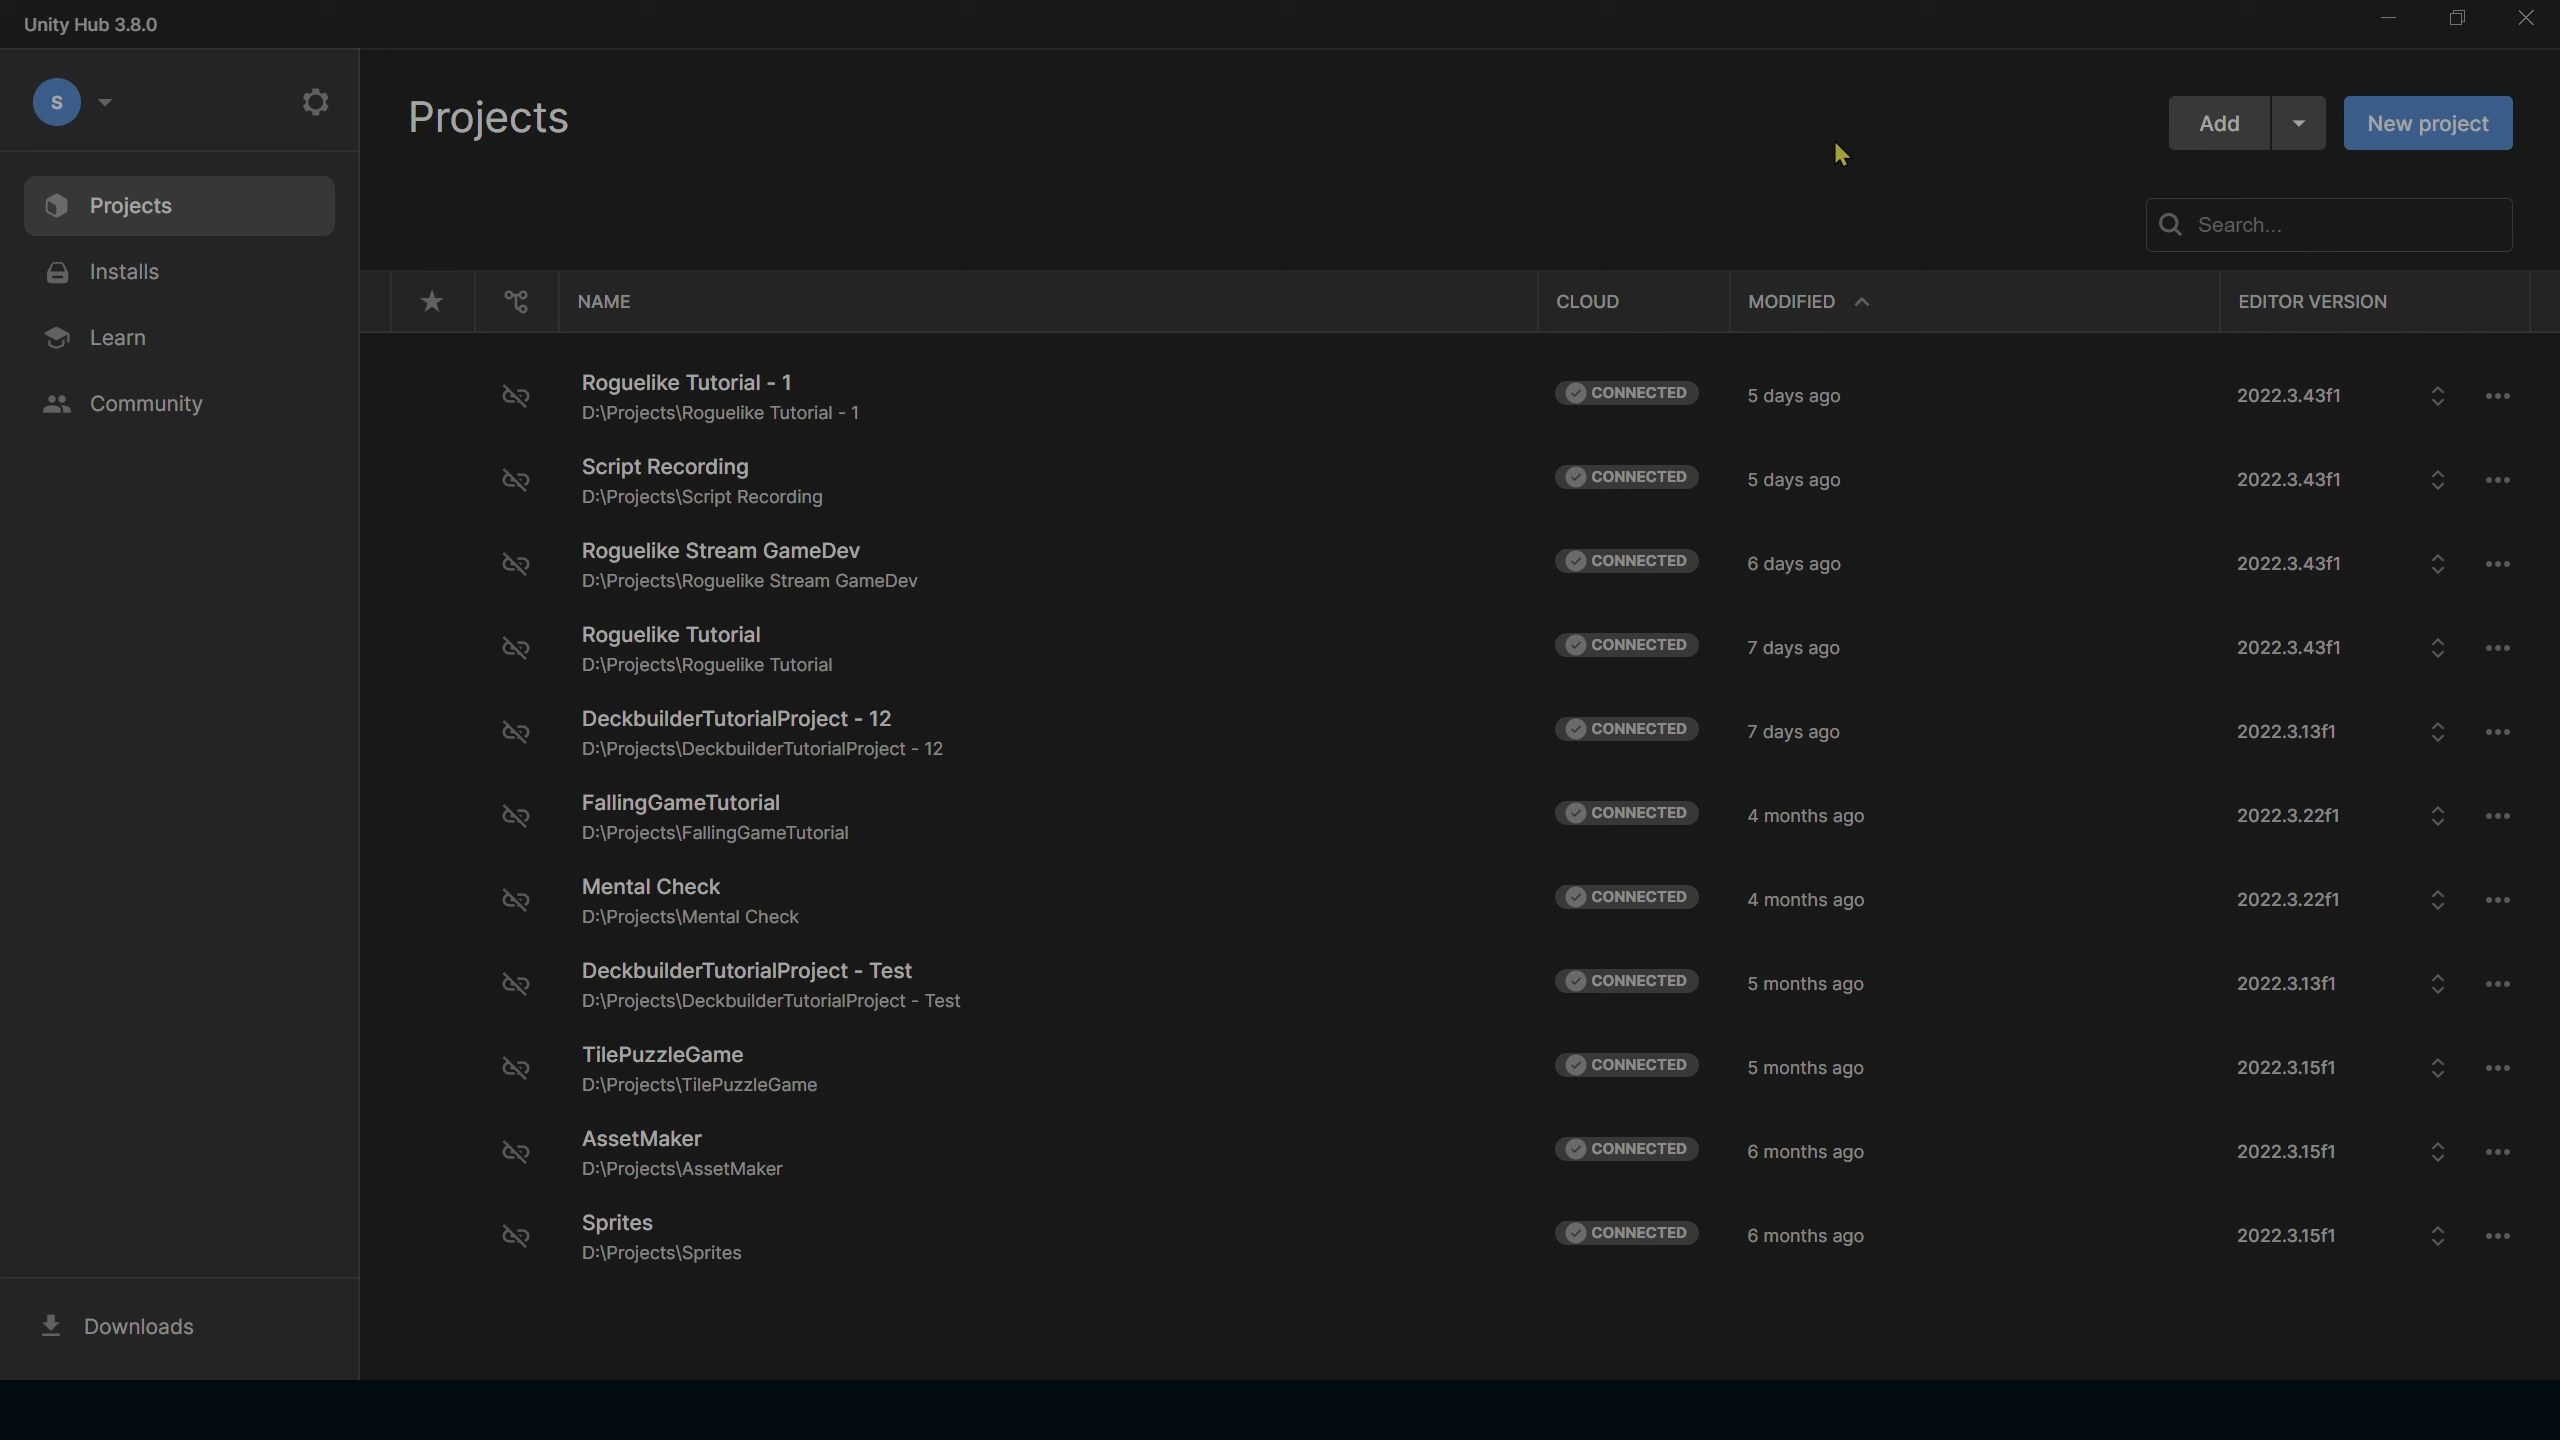 Unity Hub 3.8.0
S
Projects
Installs
Learn
Community
Downloads
Projects
Add
New project
Search...
NAME CLOUD MODIFIED EDITOR VERSION
Roguelike Tutorial - 1
D:\Projects\Roguelike Tutorial - 1
CONNECTED 5 days ago 2022.3.43f1
Script Recording
D:\Projects\Script Recording
CONNECTED 5 days ago 2022.3.43f1
Roguelike Stream GameDev
D:\Projects\Roguelike Stream GameDev
CONNECTED 6 days ago 2022.3.43f1
Roguelike Tutorial
D:\Projects\Roguelike Tutorial
CONNECTED 7 days ago 2022.3.43f1
DeckbuilderTutorialProject - 12
D:\Projects\DeckbuilderTutorialProject - 12
CONNECTED 7 days ago 2022.3.13f1
FallingGameTutorial
D:\Projects\FallingGameTutorial
CONNECTED 4 months ago 2022.3.22f1
Mental Check
D:\Projects\Mental Check
CONNECTED 4 months ago 2022.3.22f1
DeckbuilderTutorialProject - Test
D:\Projects\DeckbuilderTutorialProject - Test
CONNECTED 5 months ago 2022.3.13f1
TilePuzzleGame
D:\Projects\TilePuzzleGame
CONNECTED 5 months ago 2022.3.15f1
AssetMaker
D:\Projects\AssetMaker
CONNECTED 6 months ago 2022.3.15f1
Sprites
D:\Projects\Sprites
CONNECTED 6 months ago 2022.3.15f1